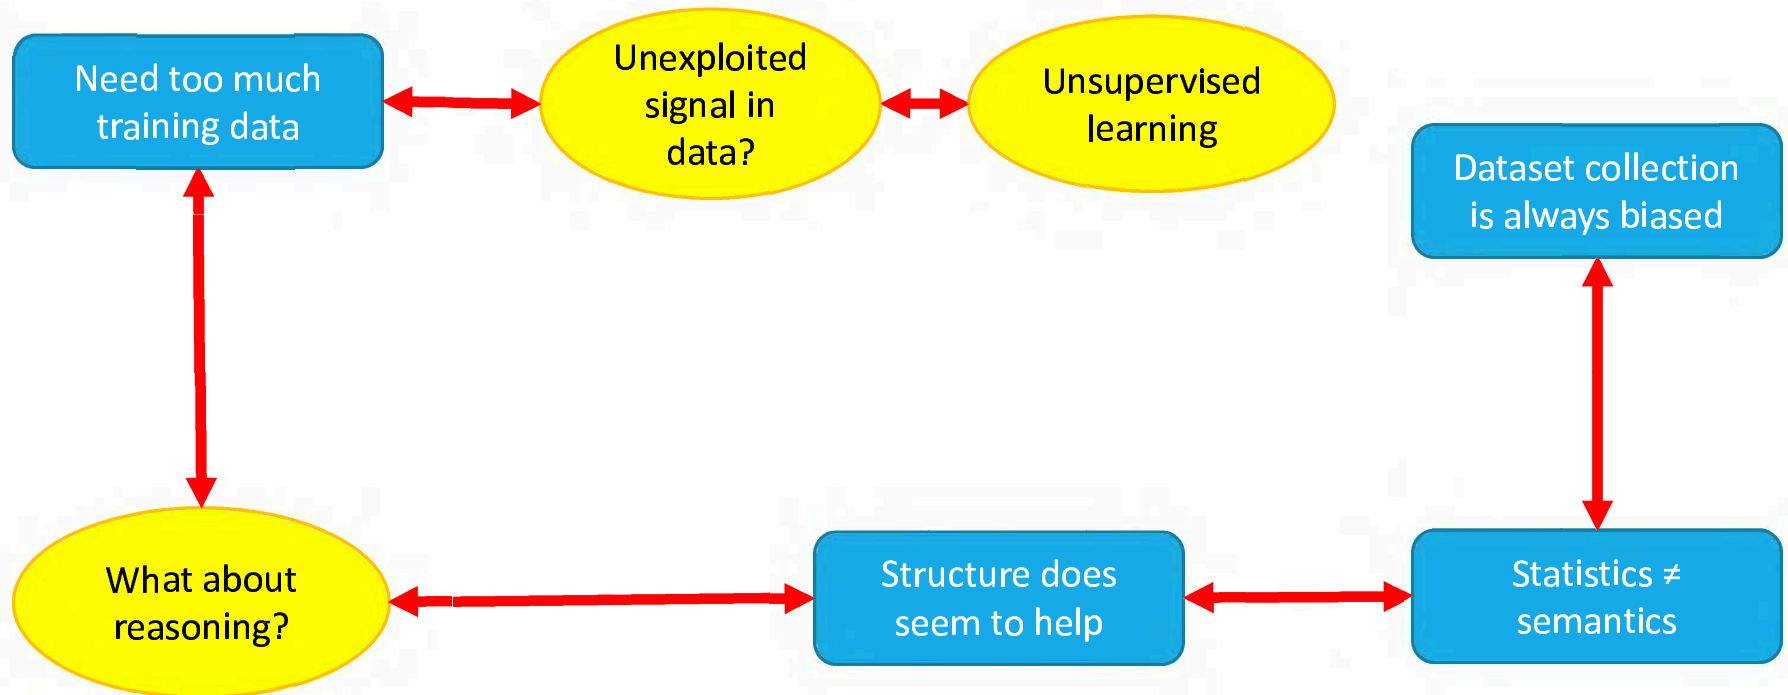 Need too much
training data
Unexploited
signal in
data?
Unsupervised
learning
Dataset collection
is always biased
What about
reasoning?
Structure does
seem to help
Statistics ≠
semantics